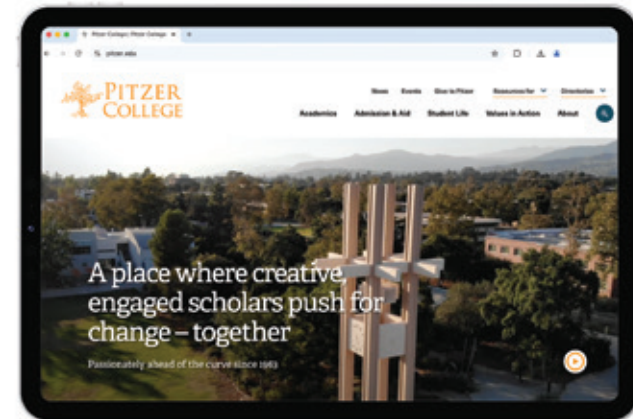 Pitzer College | Pitzer College
pitzer.edu
PITZER
COLLEGE
News Events Give to Pitzer Resources for Directories
Academics Admission & Aid Student Life Values in Action About
A place where creative,
engaged scholars push for
change – together
Passionately ahead of the curve since 1963